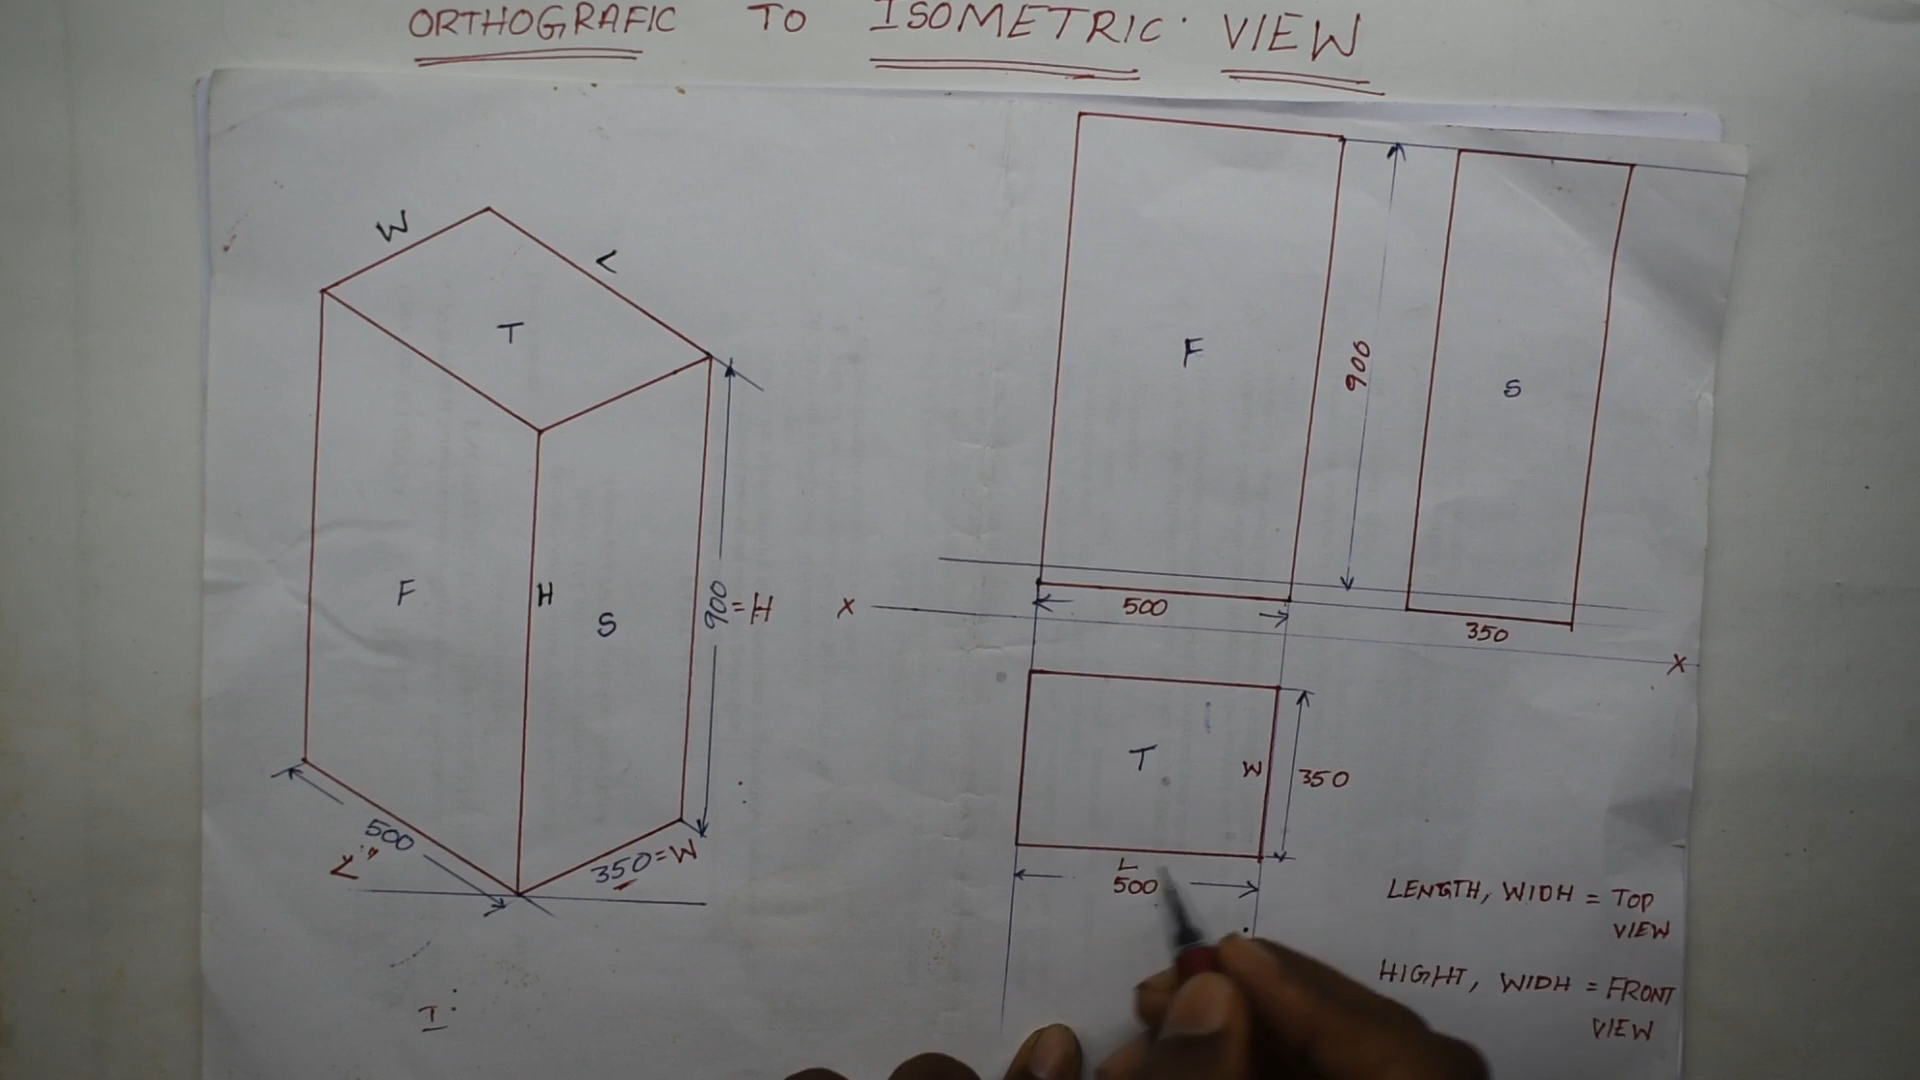 ORTHOGRAFIC TO ISOMETRIC VIEW
W
L
T
F
H
S
900=H
500
L
350=W
I
F
900
S
500
350
X
X
T
W
350
L
500
LENGTH, WIDH = TOP
VIEW
HIGHT, WIDH = FRONT
VIEW